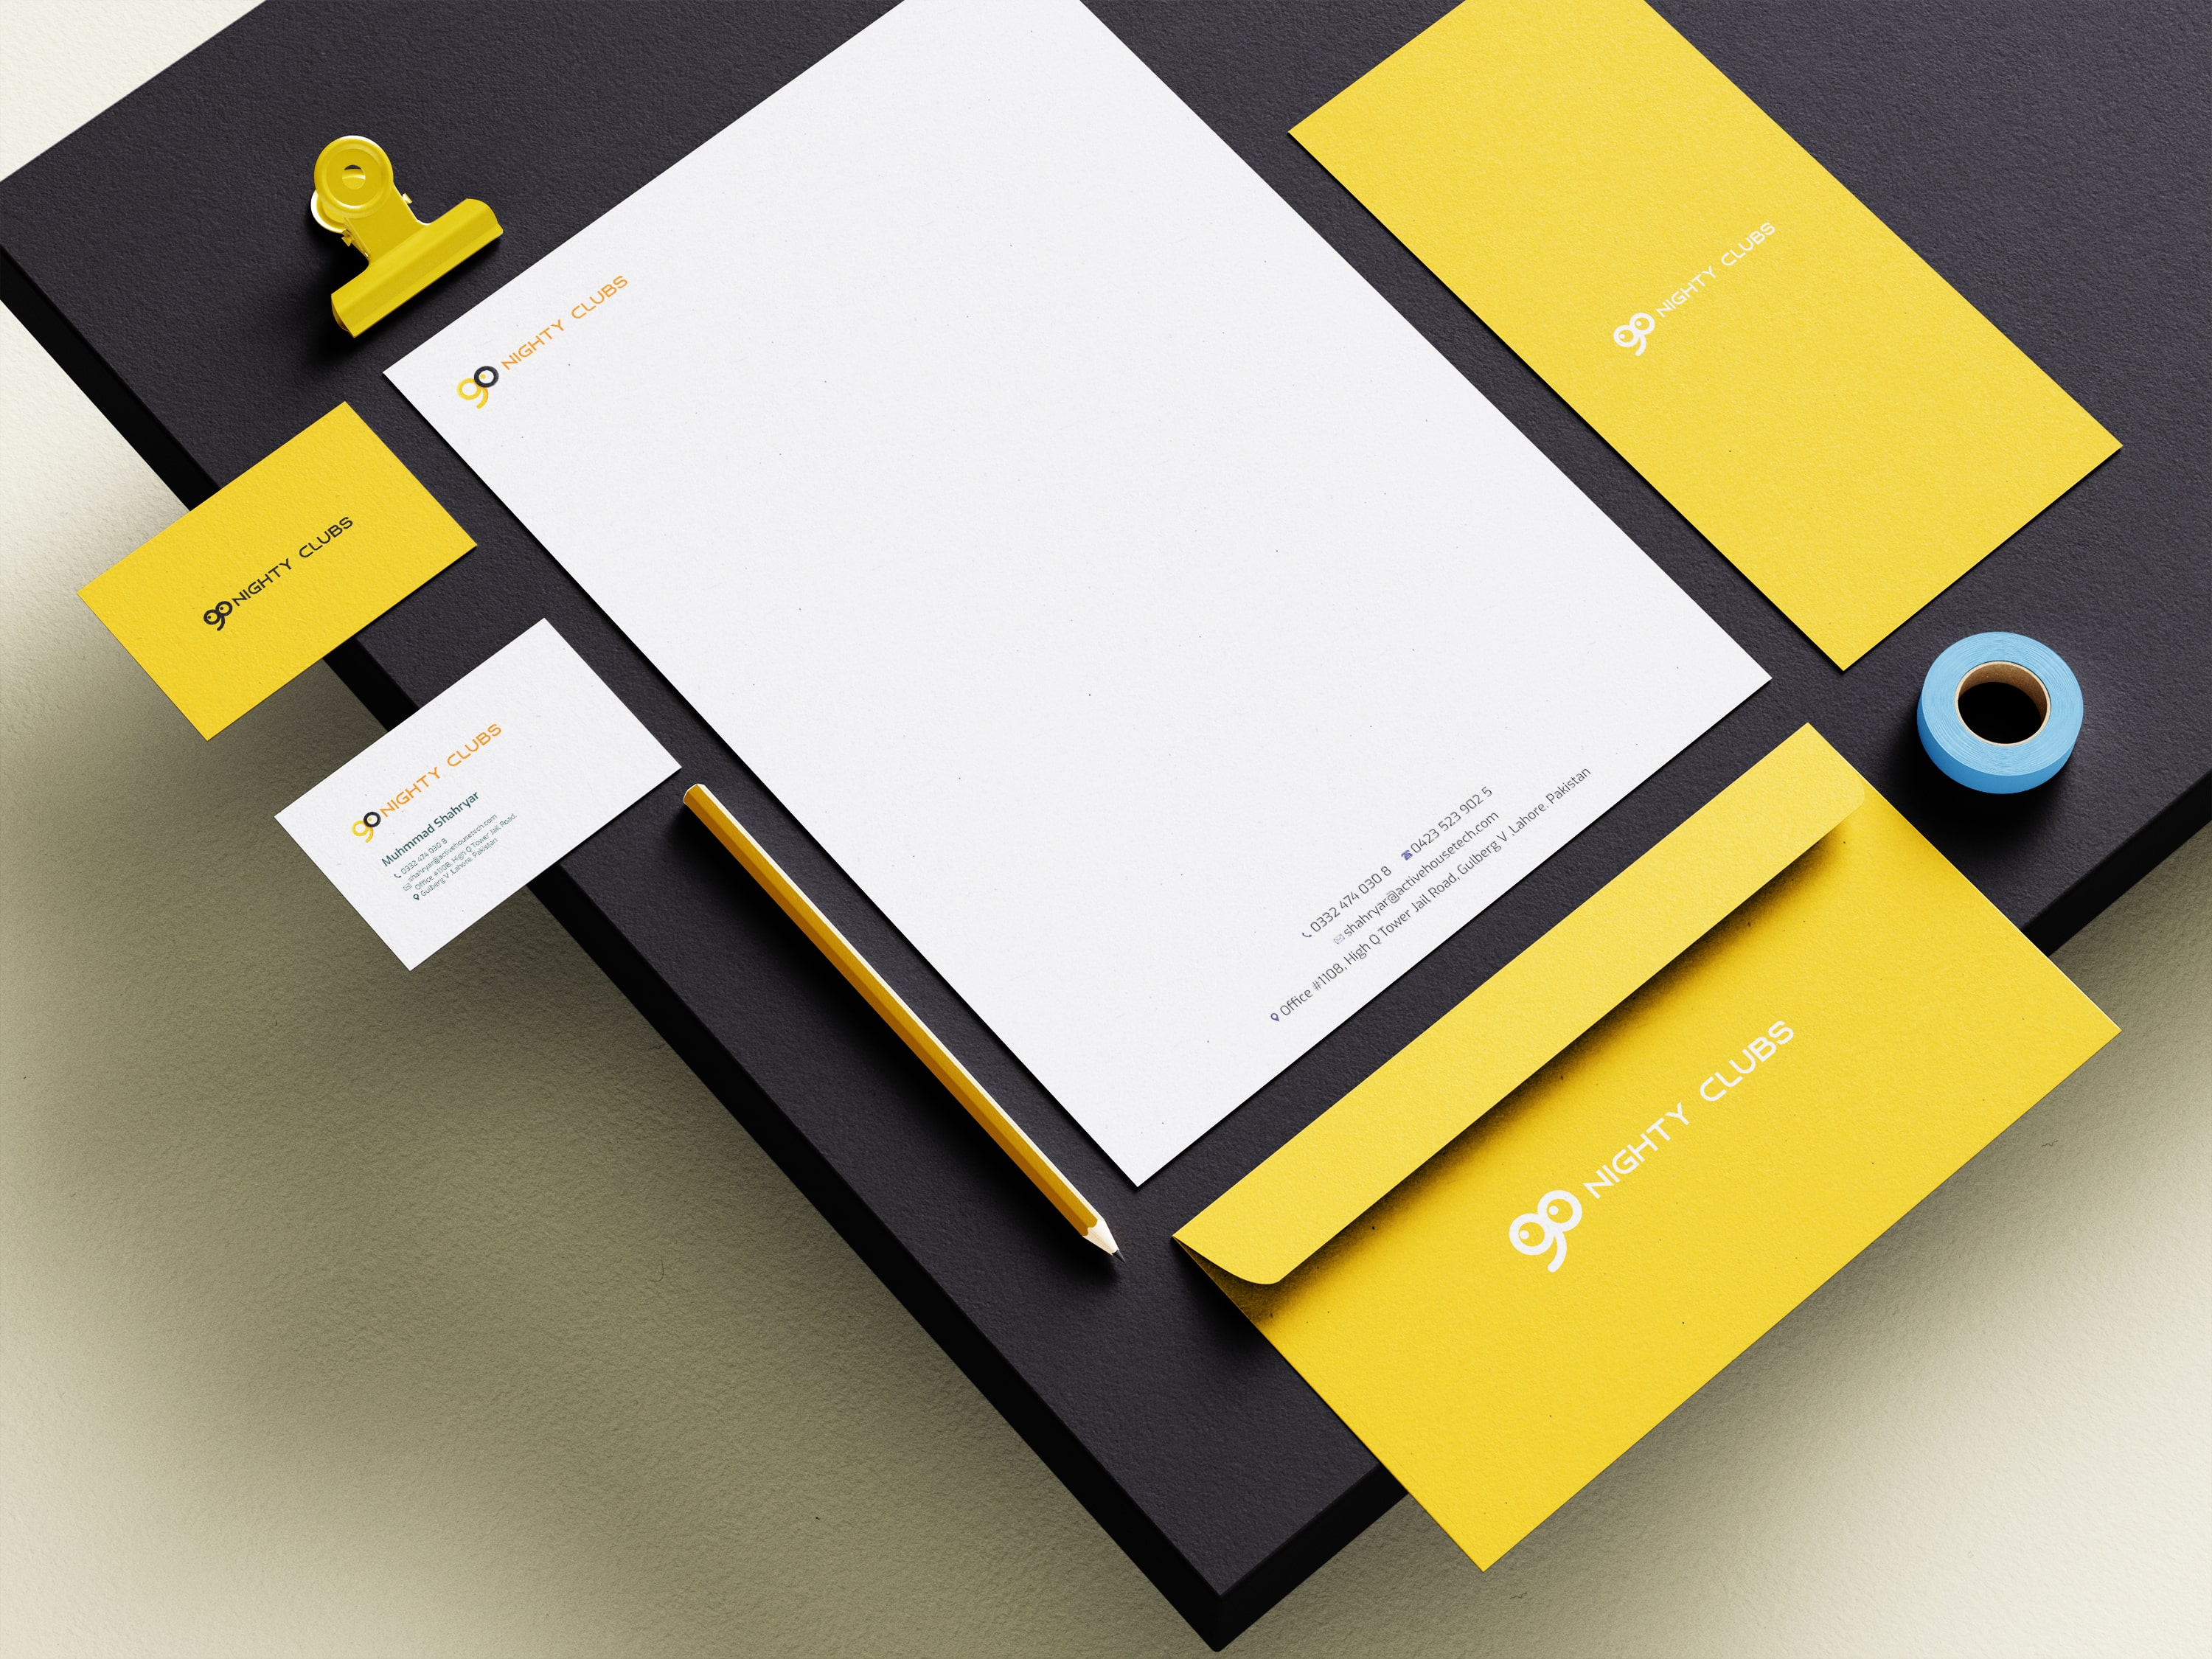 90 NIGHTY CLUBS
90 NIGHTY CLUBS
90 NIGHTY CLUBS
90 NIGHTY CLUBS
Muhmmad Shahryar
0332 474 030 8
shahryar@activehousetech.com
Office #1108, High Q Tower Jail Road,
Gulberg V ,Lahore, Pakistan
0332 474 030 8 0423 523 902 5
shahryar@activehousetech.com
Office #1108, High Q Tower Jail Road, Gulberg V ,Lahore, Pakistan
90 NIGHTY CLUBS